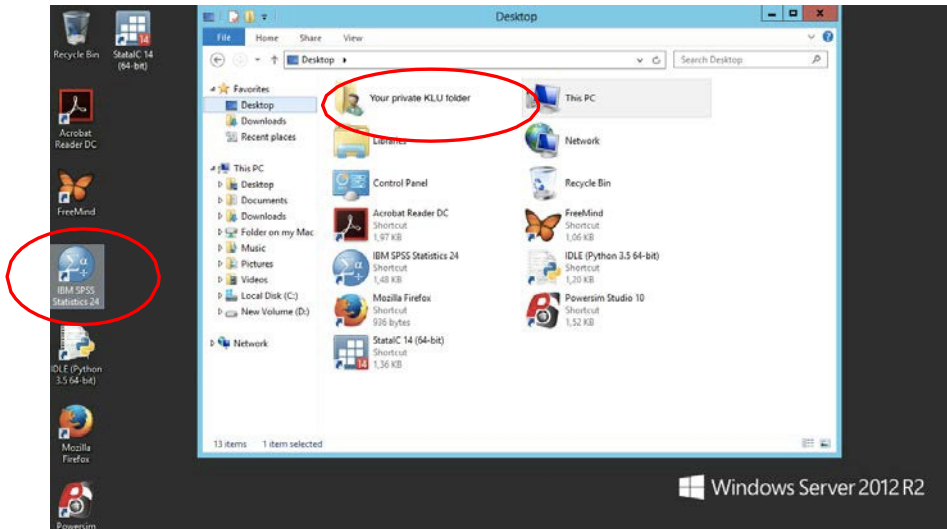 Recycle Bin
StataIC 14
(64-bit)
Acrobat
Reader DC
FreeMind
IBM SPSS
Statistics 24
IDLE (Python
3.5 64-bit)
Mozilla
Firefox
Powersim
Desktop
File Home Share View
Desktop
Search Desktop
Favorites
Desktop
Downloads
Recent places
This PC
Desktop
Documents
Downloads
Folder on my Mac
Music
Pictures
Videos
Local Disk (C:)
New Volume (D:)
Network
Your private KLU folder
This PC
Libraries
Network
Control Panel
Recycle Bin
Acrobat Reader DC
Shortcut
1,97 KB
FreeMind
Shortcut
1,06 KB
IBM SPSS Statistics 24
Shortcut
1,48 KB
IDLE (Python 3.5 64-bit)
Shortcut
1,20 KB
Mozilla Firefox
Shortcut
936 bytes
Powersim Studio 10
Shortcut
1,52 KB
StataIC 14 (64-bit)
Shortcut
1,36 KB
13 items 1 item selected
Windows Server 2012 R2